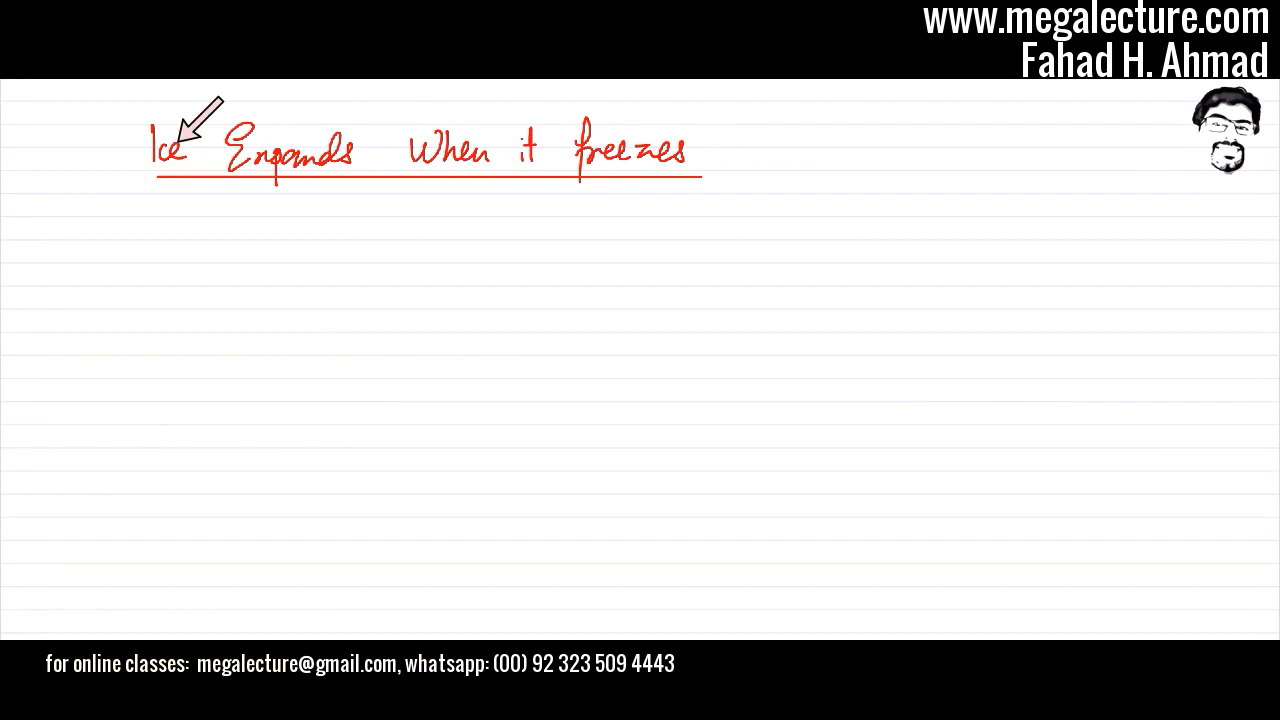 www.megalecture.com
Fahad H. Ahmad
Ice Expands When it freezes
for online classes: megalecture@gmail.com, whatsapp: (00) 92 323 509 4443